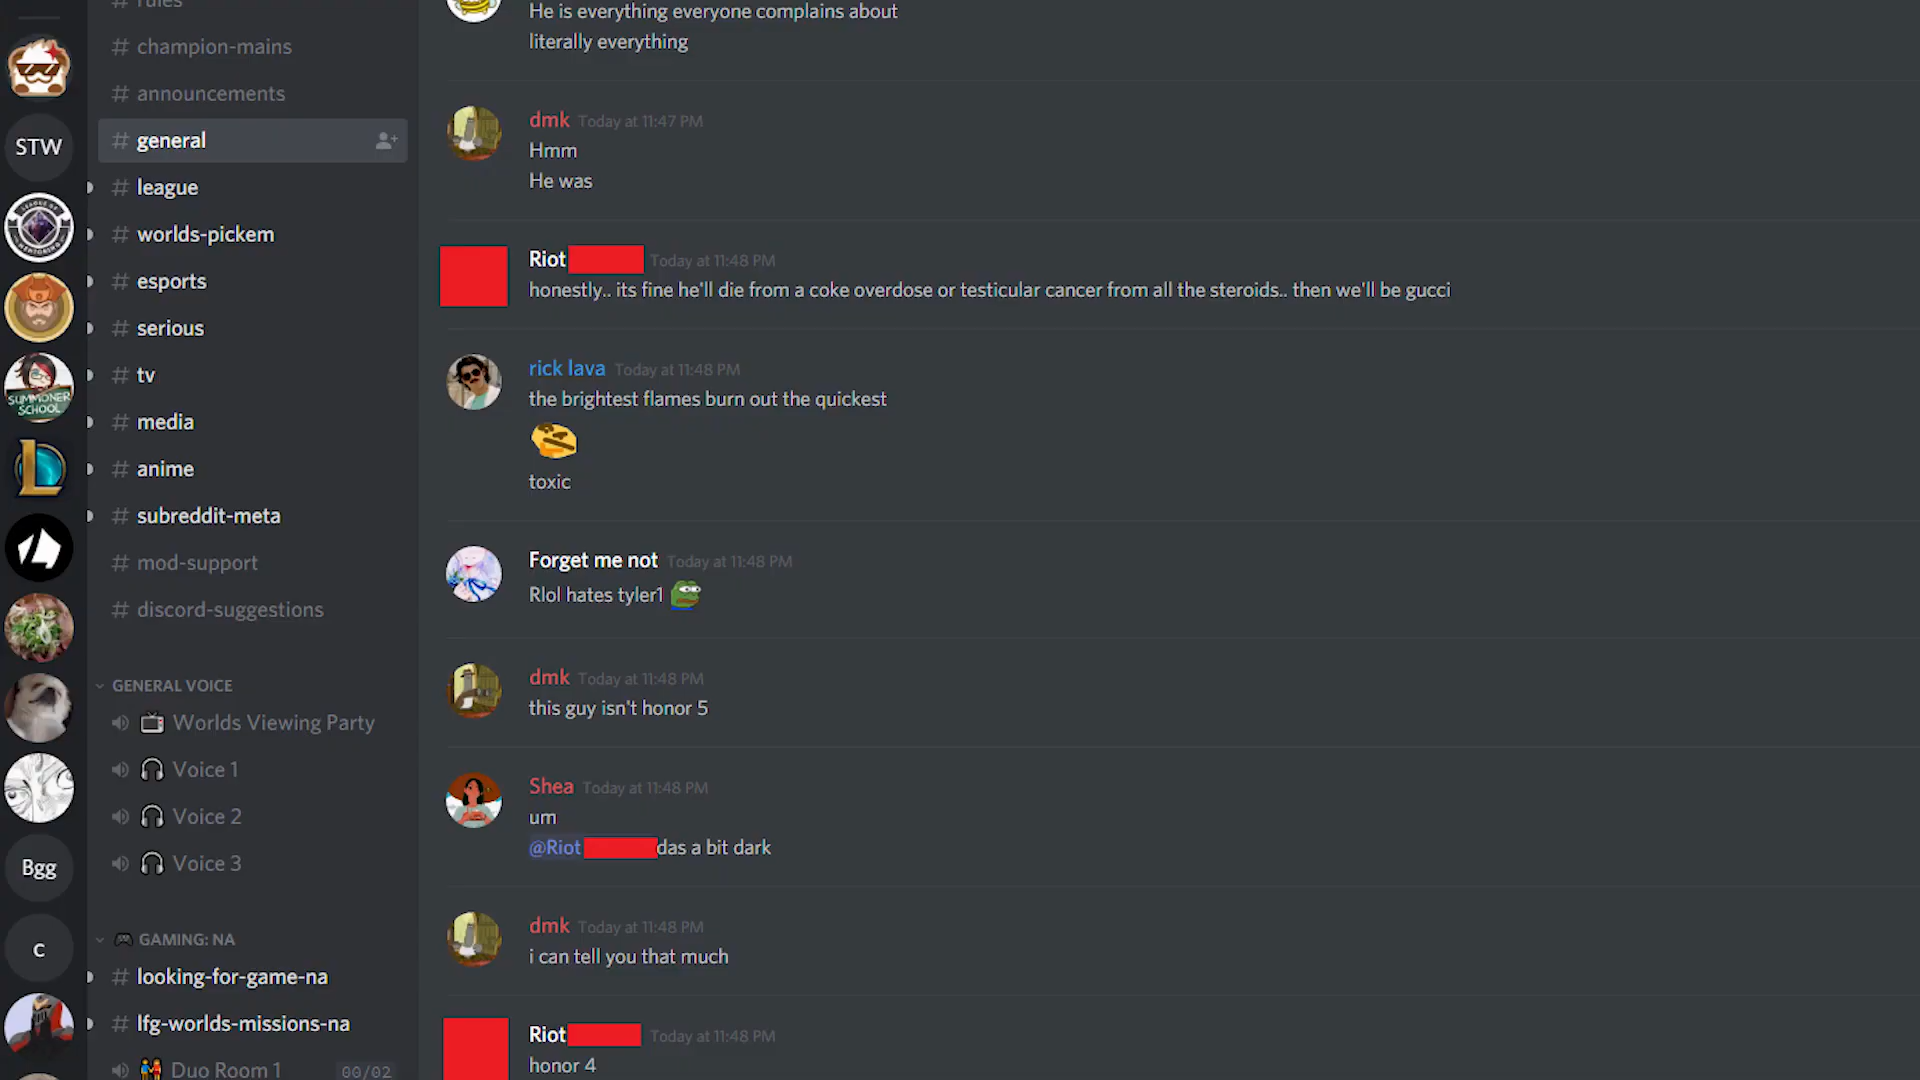 rules
# champion-mains
# announcements
# general
# league
# worlds-pickem
# esports
# serious
# tv
# media
# anime
# subreddit-meta
# mod-support
# discord-suggestions
GENERAL VOICE
Worlds Viewing Party
Voice 1
Voice 2
Voice 3
GAMING: NA
# looking-for-game-na
# lfg-worlds-missions-na
Duo Room 1 00/02
STW
SUMMONER
SCHOOL
Bgg
c
He is everything everyone complains about
literally everything
dmk Today at 11:47 PM
Hmm
He was
Riot Today at 11:48 PM
honestly.. its fine he'll die from a coke overdose or testicular cancer from all the steroids.. then we'll be gucci
rick lava Today at 11:48 PM
the brightest flames burn out the quickest
toxic
Forget me not Today at 11:48 PM
Rlol hates tyler1
dmk Today at 11:48 PM
this guy isn't honor 5
Shea Today at 11:48 PM
um
@Riot das a bit dark
dmk Today at 11:48 PM
i can tell you that much
Riot Today at 11:48 PM
honor 4